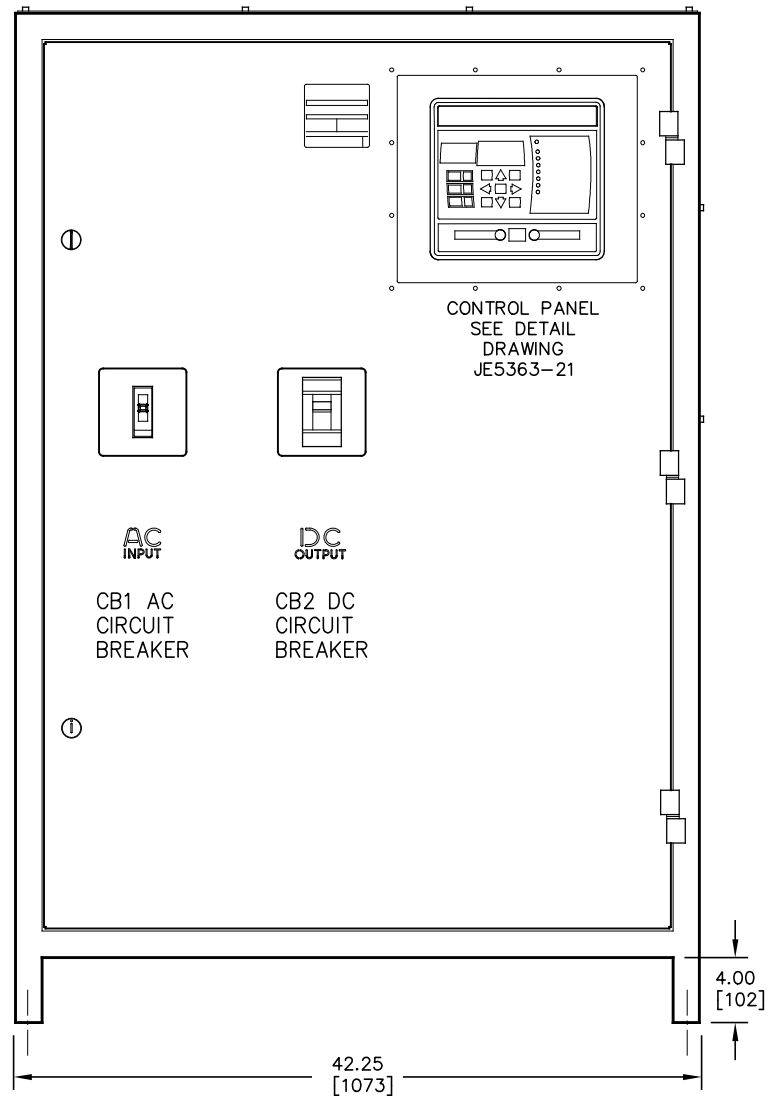 CONTROL PANEL
SEE DETAIL
DRAWING
JE5363-21
AC
INPUT
DC
OUTPUT
CB1 AC
CIRCUIT
BREAKER
CB2 DC
CIRCUIT
BREAKER
4.00
[102]
42.25
[1073]